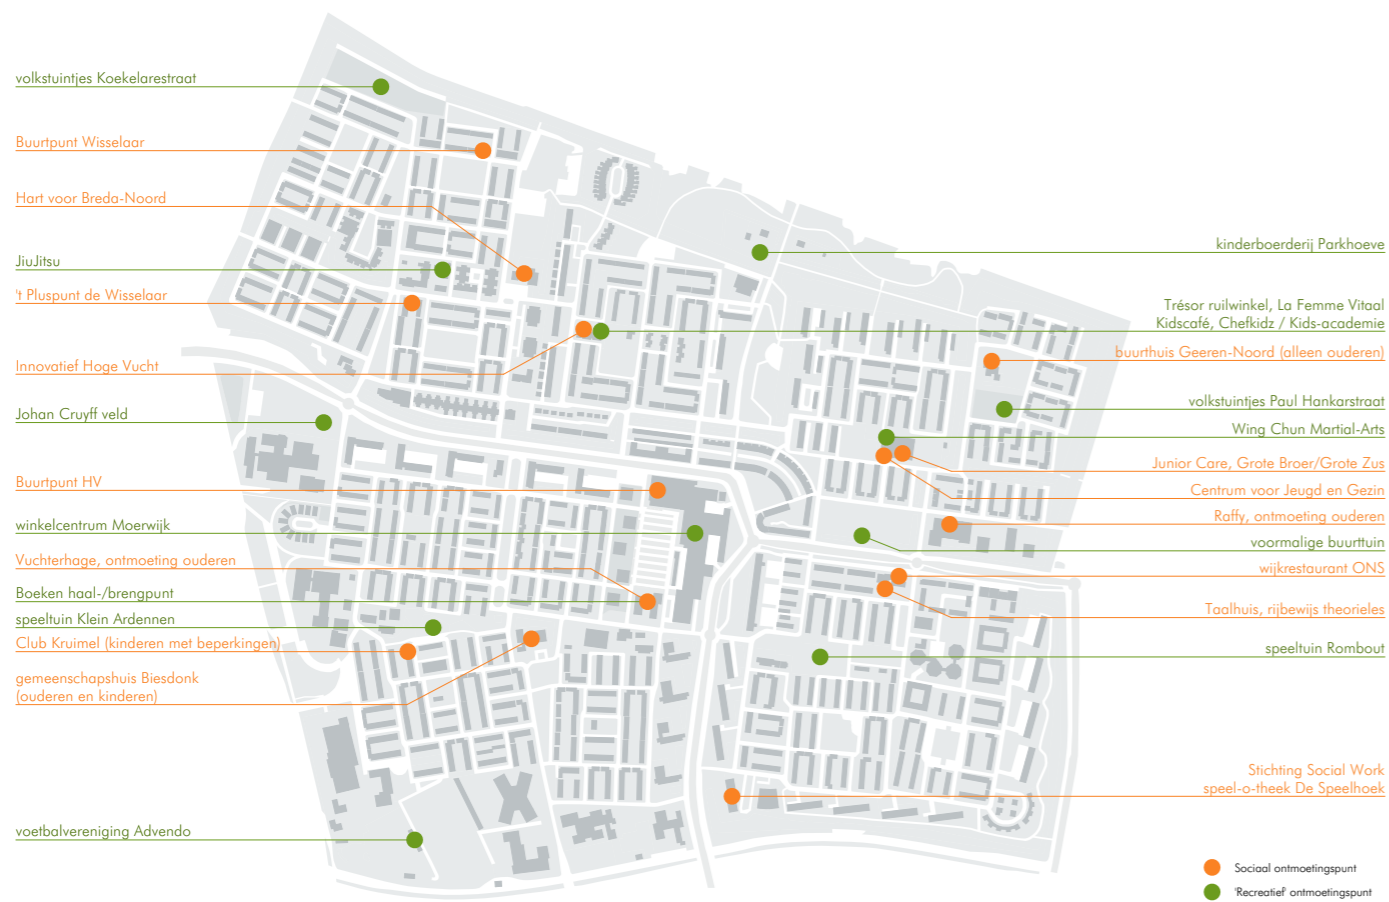 volkstuintjes Koekelarestraat
Buurtpunt Wisselaar
Hart voor Breda-Noord
JiuJitsu
't Pluspunt de Wisselaar
Innovatief Hoge Vucht
Johan Cruyff veld
Buurtpunt HV
winkelcentrum Moerwijk
Vuchterhage, ontmoeting ouderen
Boeken haal-/brengpunt
speeltuin Klein Ardennen
Club Kruimel (kinderen met beperkingen)
gemeenschapshuis Biesdonk
(ouderen en kinderen)
voetbalvereniging Advendo
kinderboerderij Parkhoeve
Trésor ruilwinkel, La Femme Vitaal
Kidscafé, Chefkidz / Kids-academie
buurthuis Geeren-Noord (alleen ouderen)
volkstuintjes Paul Hankarstraat
Wing Chun Martial-Arts
Junior Care, Grote Broer/Grote Zus
Centrum voor Jeugd en Gezin
Raffy, ontmoeting ouderen
voormalige buurttuin
wijkrestaurant ONS
Taalhuis, rijbewijs theorieles
speeltuin Rombout
Stichting Social Work
speel-o-theek De Speelhoek
Sociaal ontmoetingspunt
'Recreatief' ontmoetingspunt